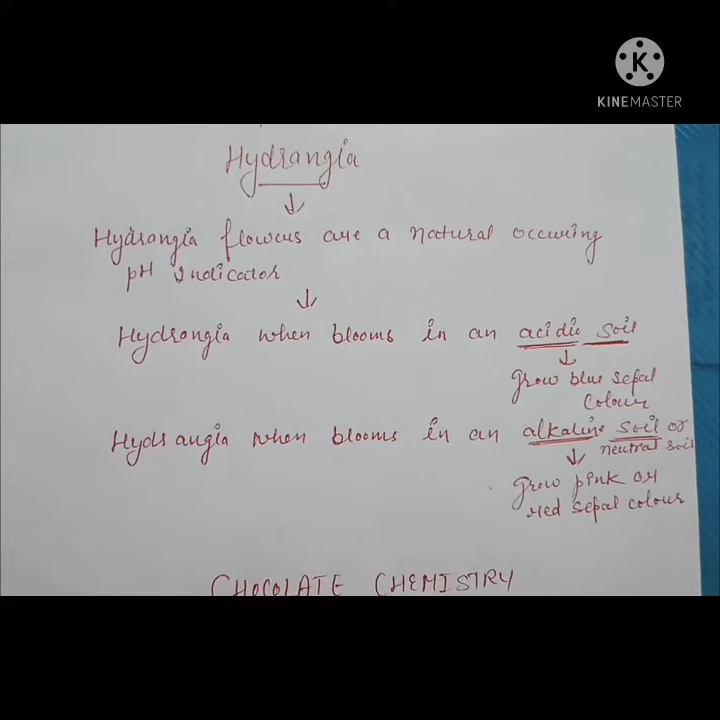 K
KINEMASTER
Hydrangia
Hydrangia flowers are a natural occuring
pH Indicator
Hydrangia when blooms in an acidic soil
Grow blue sepal
colour
Hydrangia when blooms in an alkaline soil or
neutral soil
Grow pink or
red sepal colour
CHOCOLATE CHEMISTRY